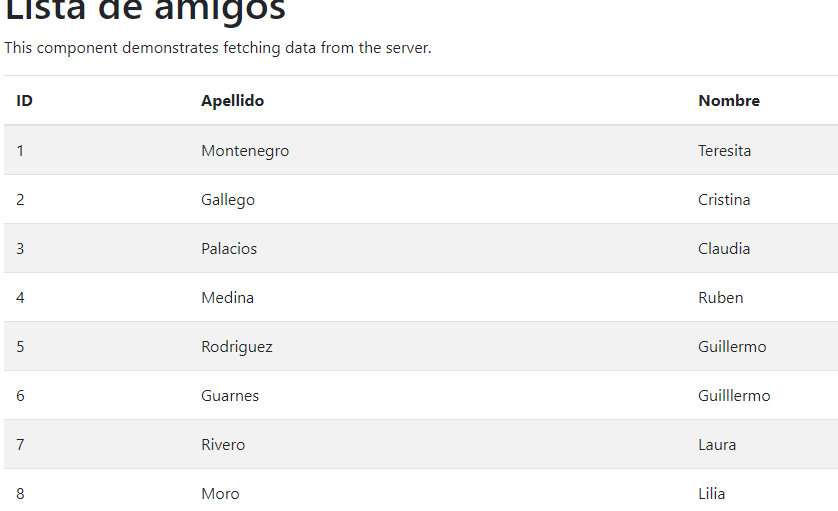 Lista de amigos
This component demonstrates fetching data from the server.
ID Apellido Nombre
1 Montenegro Teresita
2 Gallego Cristina
3 Palacios Claudia
4 Medina Ruben
5 Rodriguez Guillermo
6 Guarnes Guilllermo
7 Rivero Laura
8 Moro Lilia